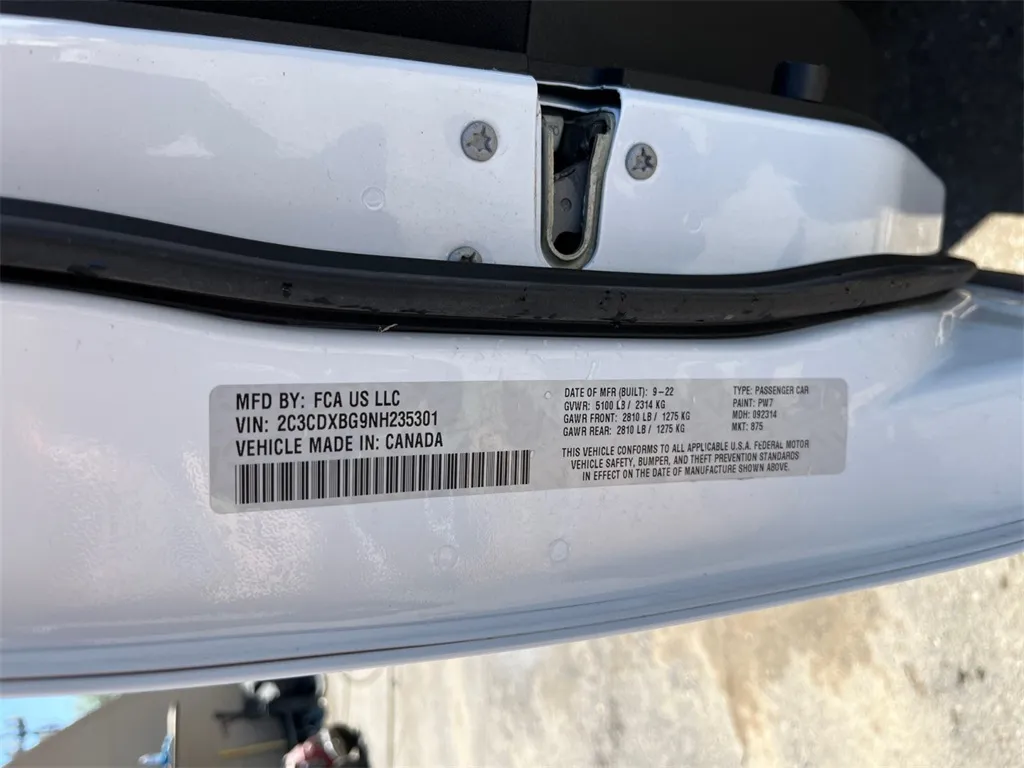 MFD BY: FCA US LLC
VIN: 2C3CDXBG9NH235301
VEHICLE MADE IN: CANADA
DATE OF MFR (BUILT): 9-22
GVWR: 5100 LB / 2314 KG
GAWR FRONT: 2810 LB / 1275 KG
GAWR REAR: 2810 LB / 1275 KG
TYPE: PASSENGER CAR
PAINT: PW7
MDH: 092314
MKT: 875
THIS VEHICLE CONFORMS TO ALL APPLICABLE U.S.A. FEDERAL MOTOR
VEHICLE SAFETY, BUMPER, AND THEFT PREVENTION STANDARDS
IN EFFECT ON THE DATE OF MANUFACTURE SHOWN ABOVE.